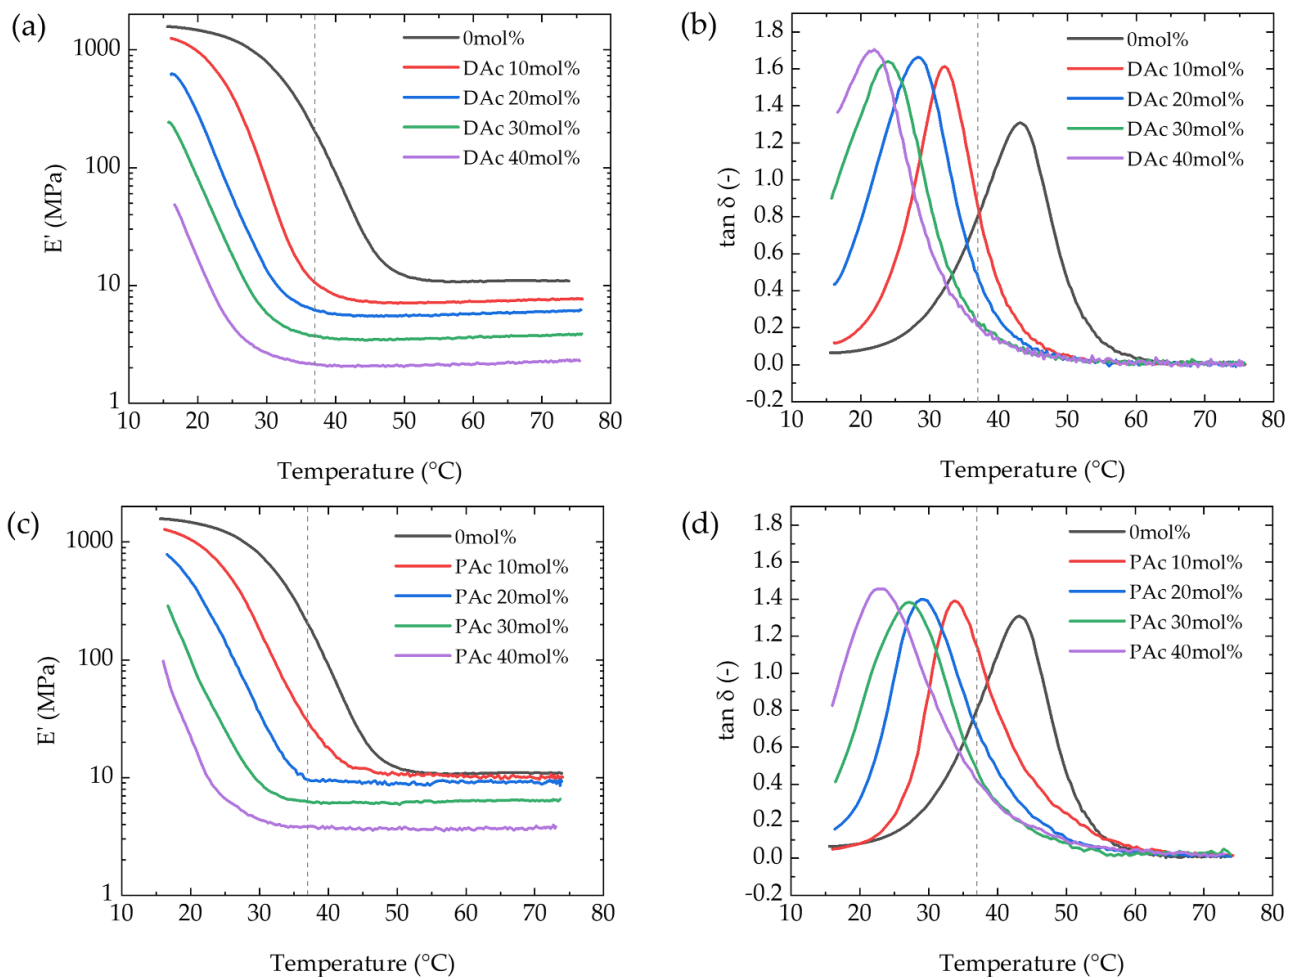 (a)
E' (MPa)
1000
100
10
1
0mol%
DAc 10mol%
DAc 20mol%
DAc 30mol%
DAc 40mol%
10 20 30 40 50 60 70 80
Temperature (°C)
(b)
tan δ (-)
1.8
1.6
1.4
1.2
1.0
0.8
0.6
0.4
0.2
0.0
-0.2
0mol%
DAc 10mol%
DAc 20mol%
DAc 30mol%
DAc 40mol%
10 20 30 40 50 60 70 80
Temperature (°C)
(c)
E' (MPa)
1000
100
10
1
0mol%
PAc 10mol%
PAc 20mol%
PAc 30mol%
PAc 40mol%
10 20 30 40 50 60 70 80
Temperature (°C)
(d)
tan δ (-)
1.8
1.6
1.4
1.2
1.0
0.8
0.6
0.4
0.2
0.0
-0.2
0mol%
PAc 10mol%
PAc 20mol%
PAc 30mol%
PAc 40mol%
10 20 30 40 50 60 70 80
Temperature (°C)